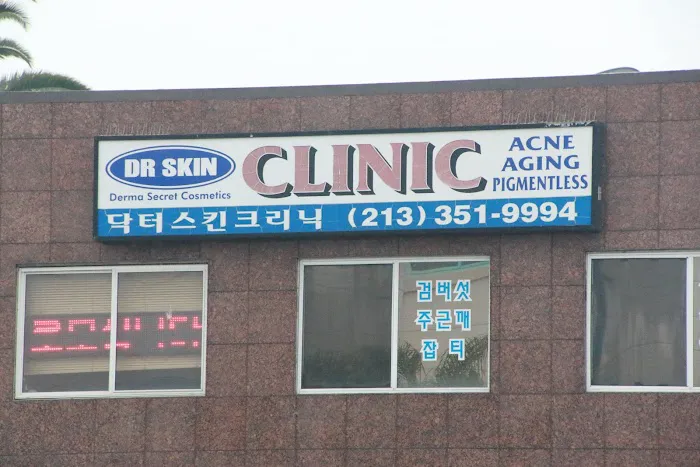 DR SKIN
Derma Secret Cosmetics
CLINIC
ACNE
AGING
PIGMENTLESS
닥터스킨크리닉 (213) 351-9994
검버섯
주근깨
잡티